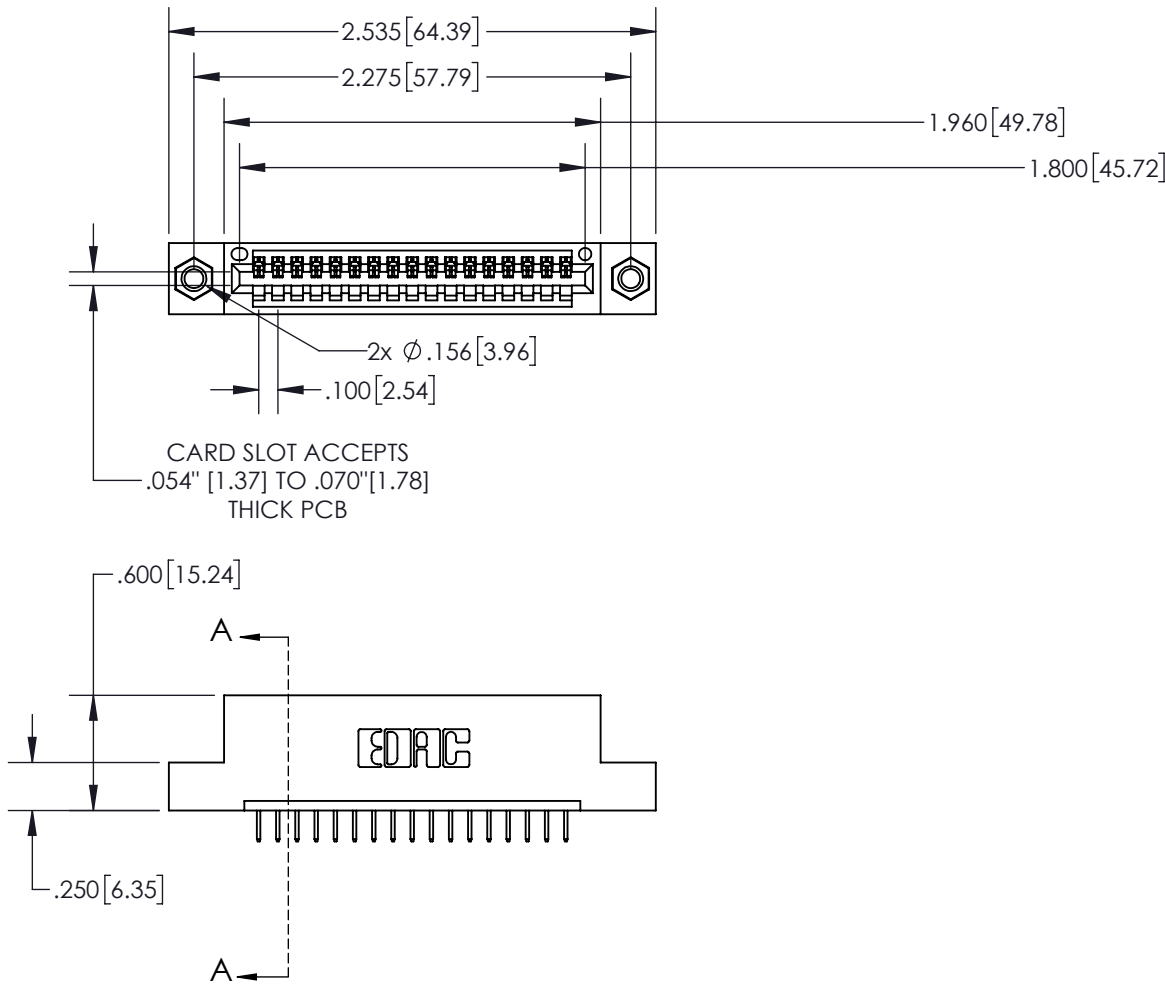 2.535[64.39]
2.275[57.79]
1.960[49.78]
1.800[45.72]
2x ∅.156[3.96]
.100[2.54]
CARD SLOT ACCEPTS
.054" [1.37] TO .070"[1.78]
THICK PCB
.600[15.24]
A
EDAC
.250[6.35]
A